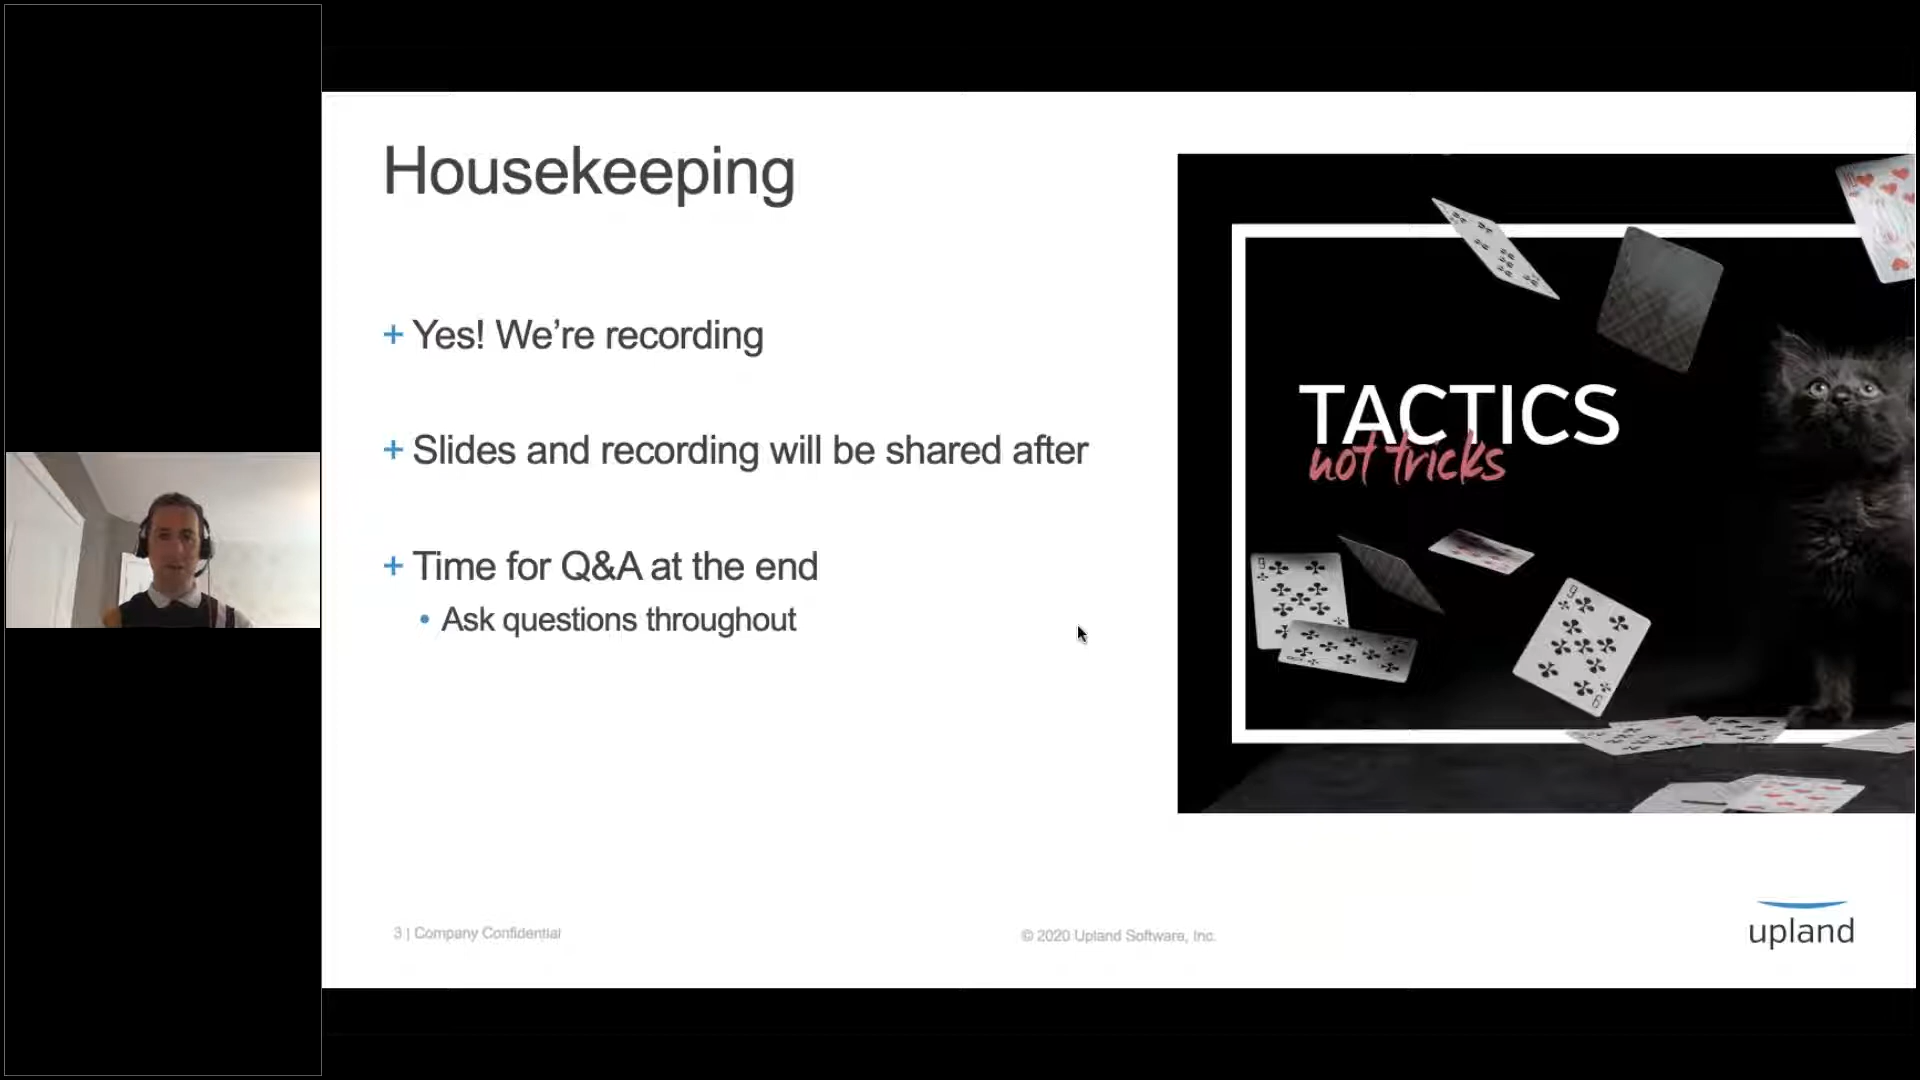 Housekeeping
+ Yes! We’re recording
+ Slides and recording will be shared after
+ Time for Q&A at the end
• Ask questions throughout
TACTICS
not tricks
3 | Company Confidential
© 2020 Upland Software, Inc.
upland